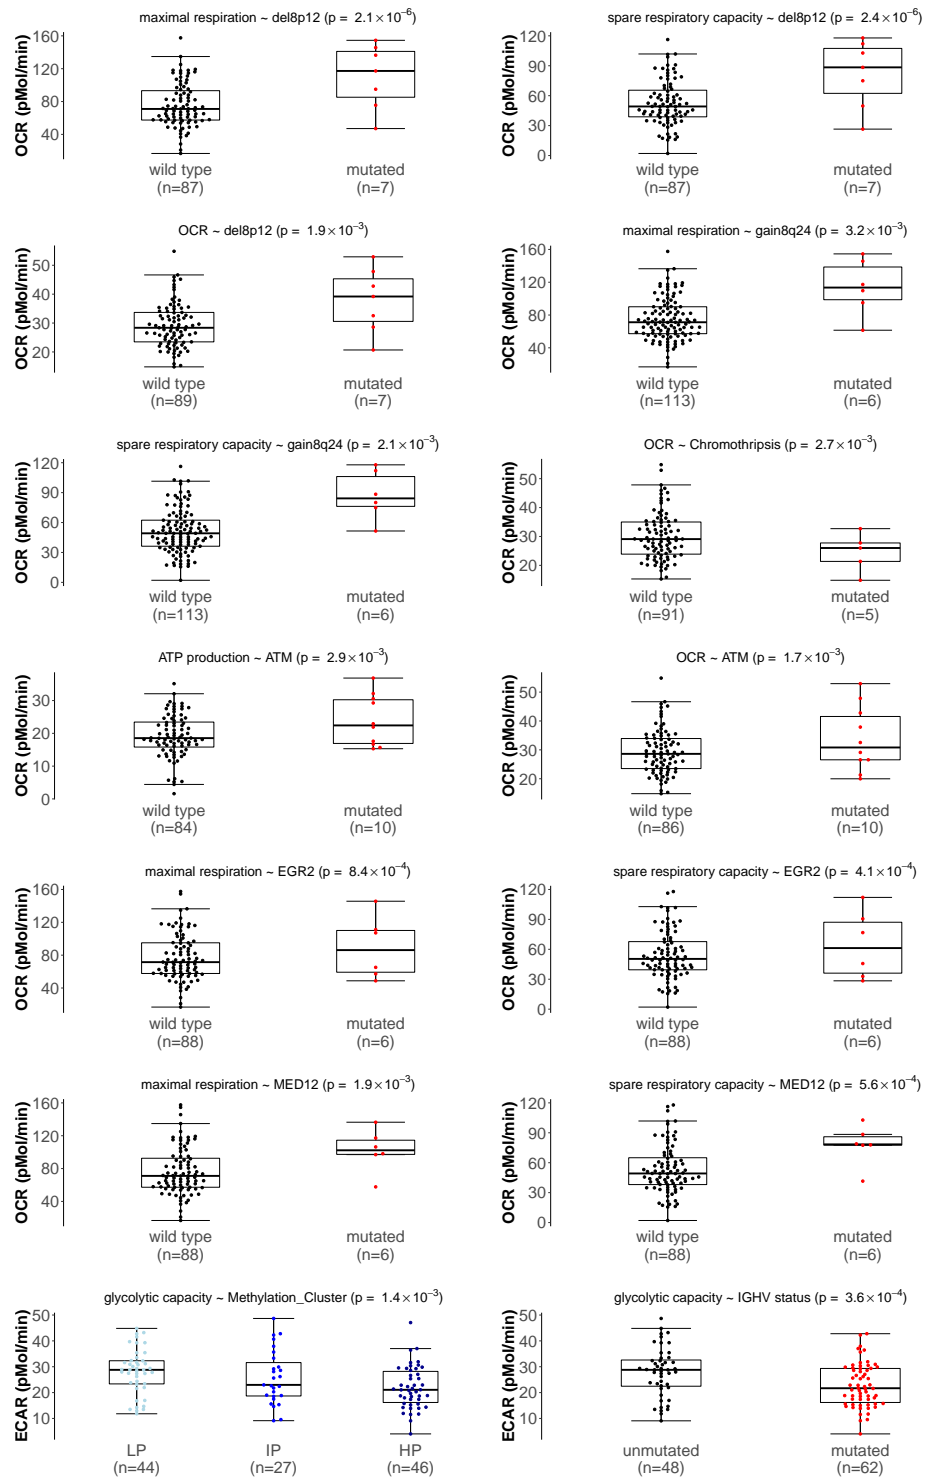 maximal respiration ~ del8p12 (p = 2.1×10⁻⁶)
OCR (pMol/min)
160
120
80
40
wild type
(n=87)
mutated
(n=7)
spare respiratory capacity ~ del8p12 (p = 2.4×10⁻⁶)
OCR (pMol/min)
120
90
60
30
0
wild type
(n=87)
mutated
(n=7)
OCR ~ del8p12 (p = 1.9×10⁻³)
OCR (pMol/min)
50
40
30
20
wild type
(n=89)
mutated
(n=7)
maximal respiration ~ gain8q24 (p = 3.2×10⁻³)
OCR (pMol/min)
160
120
80
40
wild type
(n=113)
mutated
(n=6)
spare respiratory capacity ~ gain8q24 (p = 2.1×10⁻³)
OCR (pMol/min)
120
90
60
30
0
wild type
(n=113)
mutated
(n=6)
OCR ~ Chromothripsis (p = 2.7×10⁻³)
OCR (pMol/min)
50
40
30
20
wild type
(n=91)
mutated
(n=5)
ATP production ~ ATM (p = 2.9×10⁻³)
OCR (pMol/min)
30
20
10
0
wild type
(n=84)
mutated
(n=10)
OCR ~ ATM (p = 1.7×10⁻³)
OCR (pMol/min)
50
40
30
20
wild type
(n=86)
mutated
(n=10)
maximal respiration ~ EGR2 (p = 8.4×10⁻⁴)
OCR (pMol/min)
160
120
80
40
wild type
(n=88)
mutated
(n=6)
spare respiratory capacity ~ EGR2 (p = 4.1×10⁻⁴)
OCR (pMol/min)
120
90
60
30
0
wild type
(n=88)
mutated
(n=6)
maximal respiration ~ MED12 (p = 1.9×10⁻³)
OCR (pMol/min)
160
120
80
40
wild type
(n=88)
mutated
(n=6)
spare respiratory capacity ~ MED12 (p = 5.6×10⁻⁴)
OCR (pMol/min)
120
90
60
30
0
wild type
(n=88)
mutated
(n=6)
glycolytic capacity ~ Methylation_Cluster (p = 1.4×10⁻³)
ECAR (pMol/min)
50
40
30
20
10
LP
(n=44)
IP
(n=27)
HP
(n=46)
glycolytic capacity ~ IGHV status (p = 3.6×10⁻⁴)
ECAR (pMol/min)
50
40
30
20
10
unmutated
(n=48)
mutated
(n=62)